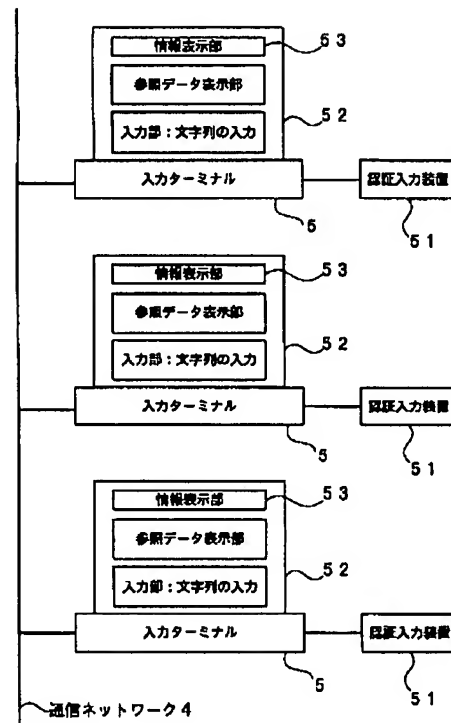 情報表示部
５３
参照データ表示部
５２
入力部：文字列の入力
入力ターミナル
認証入力装置
５
５１
情報表示部
５３
参照データ表示部
５２
入力部：文字列の入力
入力ターミナル
認証入力装置
５
５１
情報表示部
５３
参照データ表示部
５２
入力部：文字列の入力
入力ターミナル
認証入力装置
５
５１
通信ネットワーク４